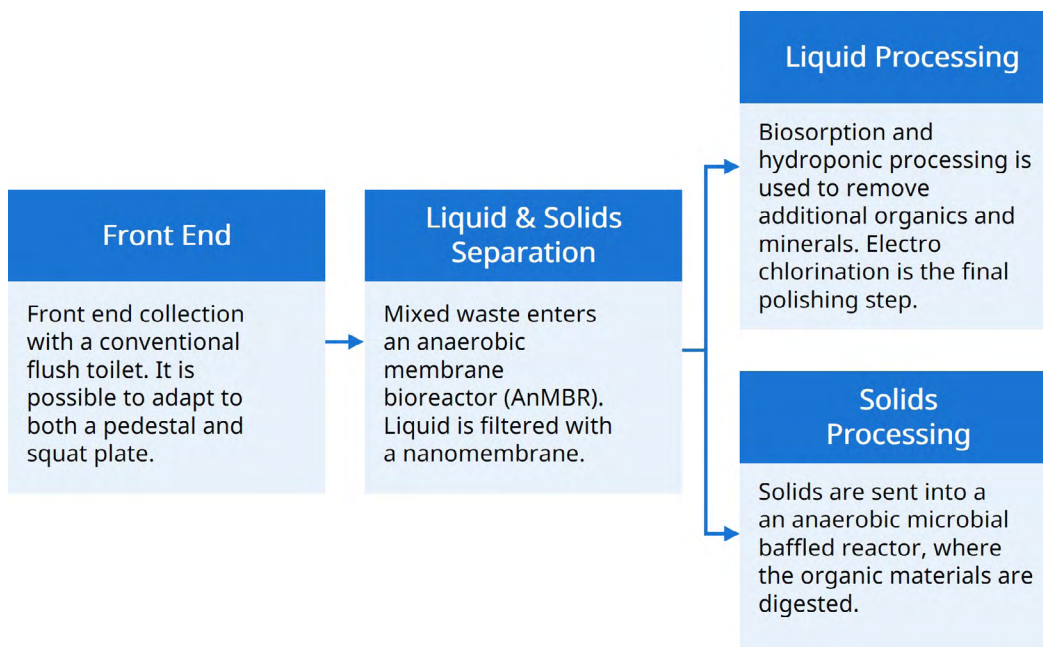 Front End
Front end collection
with a conventional
flush toilet. It is
possible to adapt to
both a pedestal and
squat plate.
Liquid & Solids
Separation
Mixed waste enters
an anaerobic
membrane
bioreactor (AnMBR).
Liquid is filtered with
a nanomembrane.
Liquid Processing
Biosorption and
hydroponic processing is
used to remove
additional organics and
minerals. Electro
chlorination is the final
polishing step.
Solids
Processing
Solids are sent into a
an anaerobic microbial
baffled reactor, where
the organic materials are
digested.